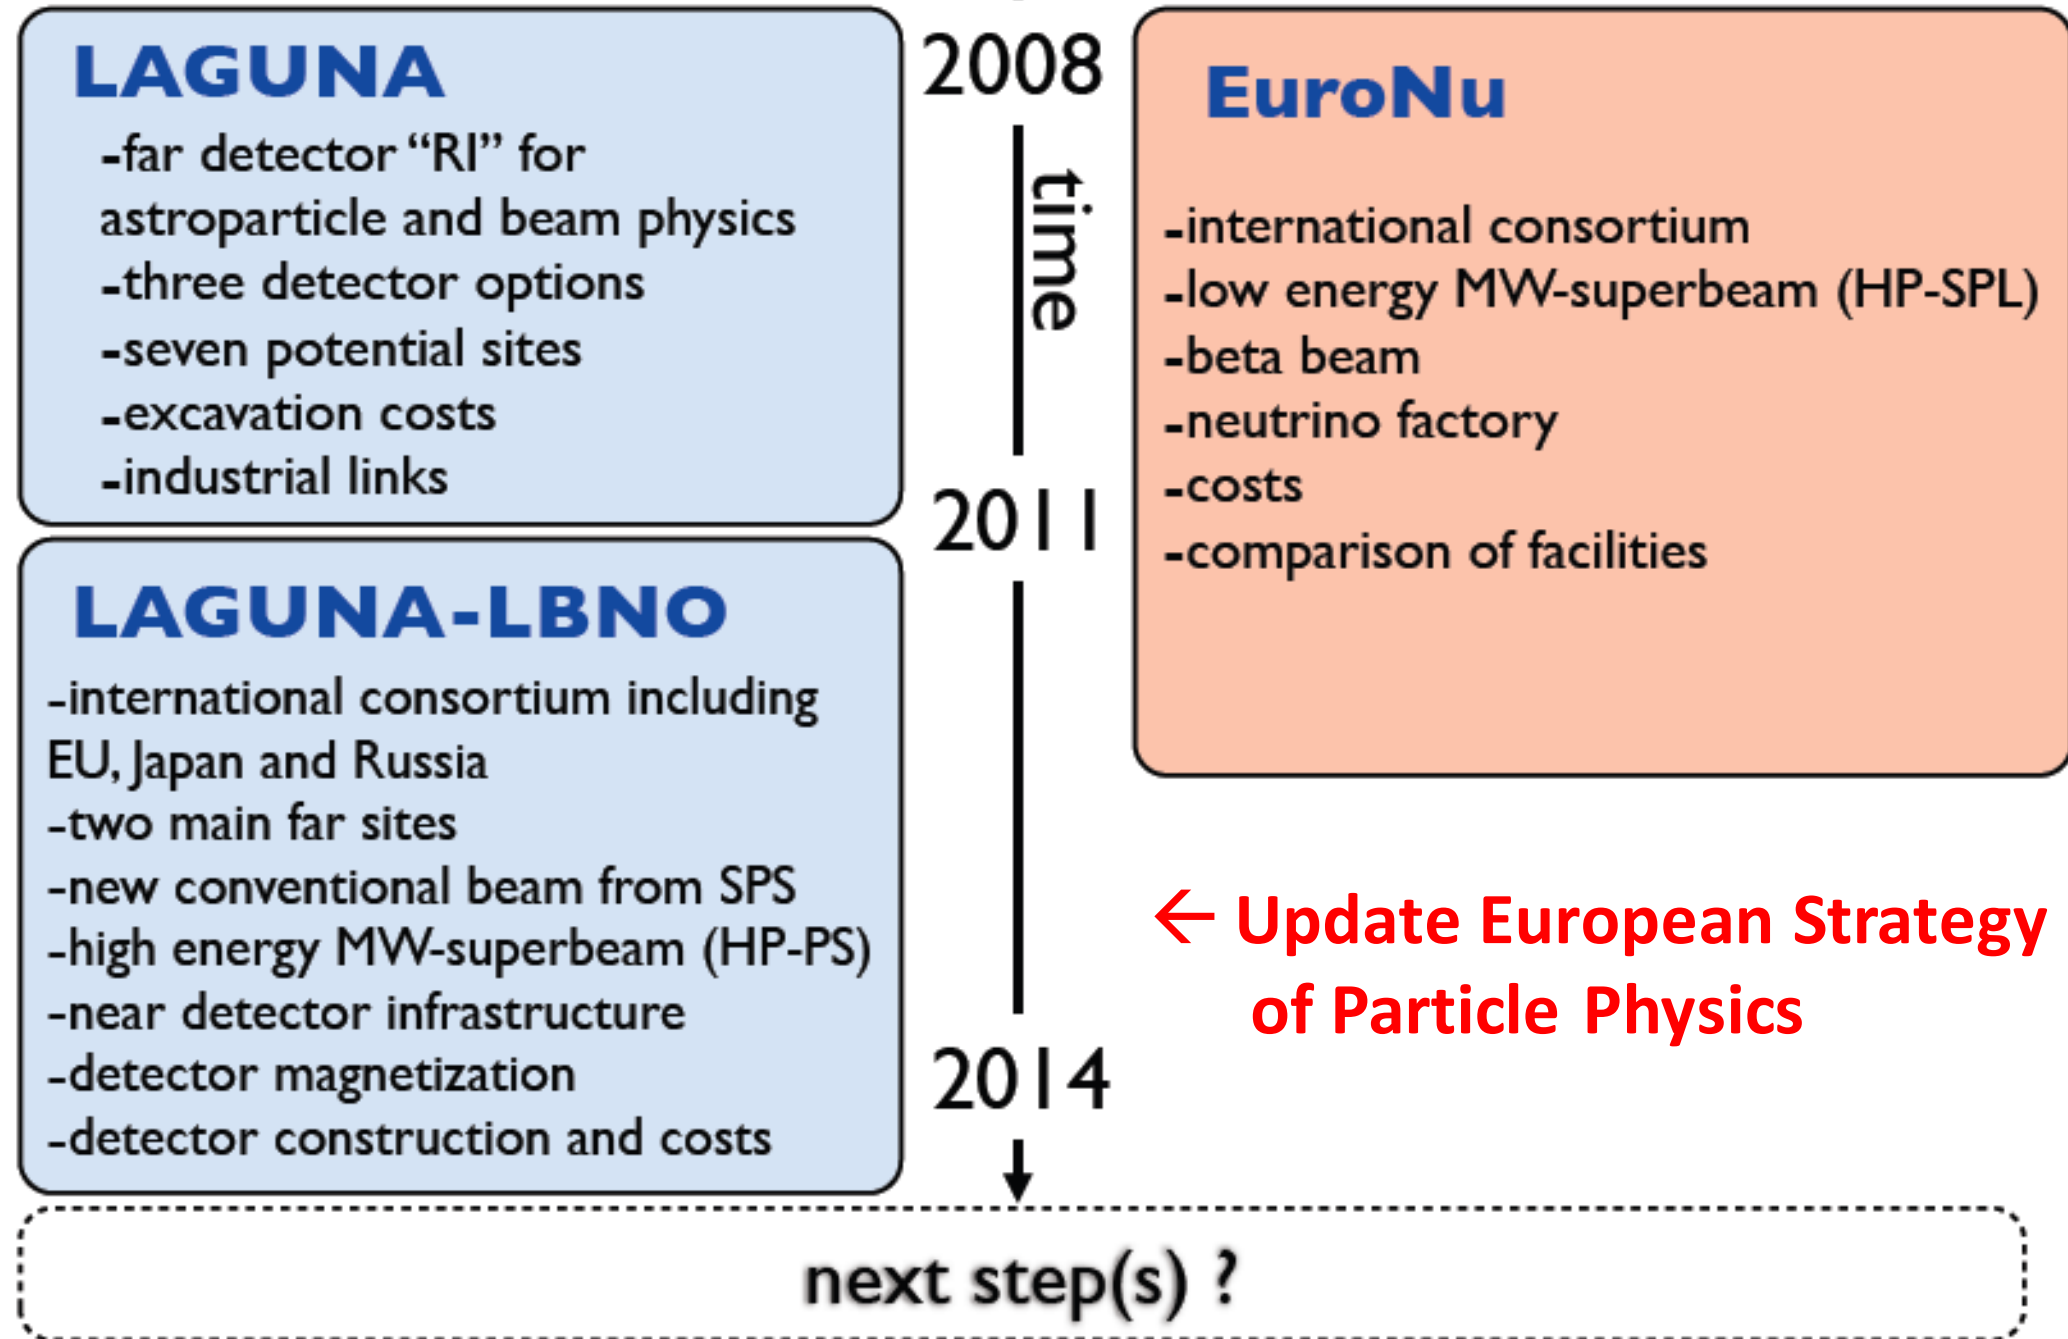 LAGUNA
-far detector “RI” for
astroparticle and beam physics
-three detector options
-seven potential sites
-excavation costs
-industrial links
LAGUNA-LBNO
-international consortium including
EU, Japan and Russia
-two main far sites
-new conventional beam from SPS
-high energy MW-superbeam (HP-PS)
-near detector infrastructure
-detector magnetization
-detector construction and costs
2008
time
2011
2014
EuroNu
-international consortium
-low energy MW-superbeam (HP-SPL)
-beta beam
-neutrino factory
-costs
-comparison of facilities
← Update European Strategy
of Particle Physics
next step(s) ?